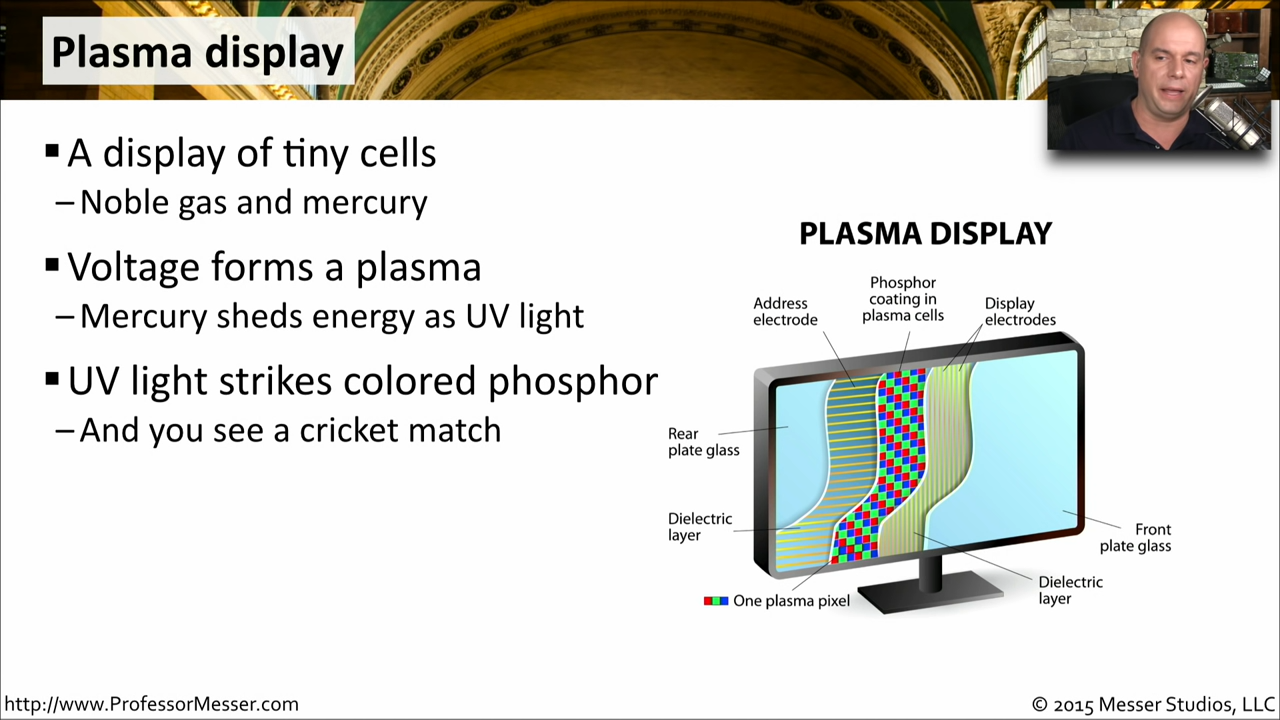 Plasma display
▪ A display of tiny cells
– Noble gas and mercury
▪ Voltage forms a plasma
– Mercury sheds energy as UV light
▪ UV light strikes colored phosphor
– And you see a cricket match
PLASMA DISPLAY
Address
electrode
Phosphor
coating in
plasma cells
Display
electrodes
Rear
plate glass
Dielectric
layer
One plasma pixel
Front
plate glass
Dielectric
layer
http://www.ProfessorMesser.com
© 2015 Messer Studios, LLC